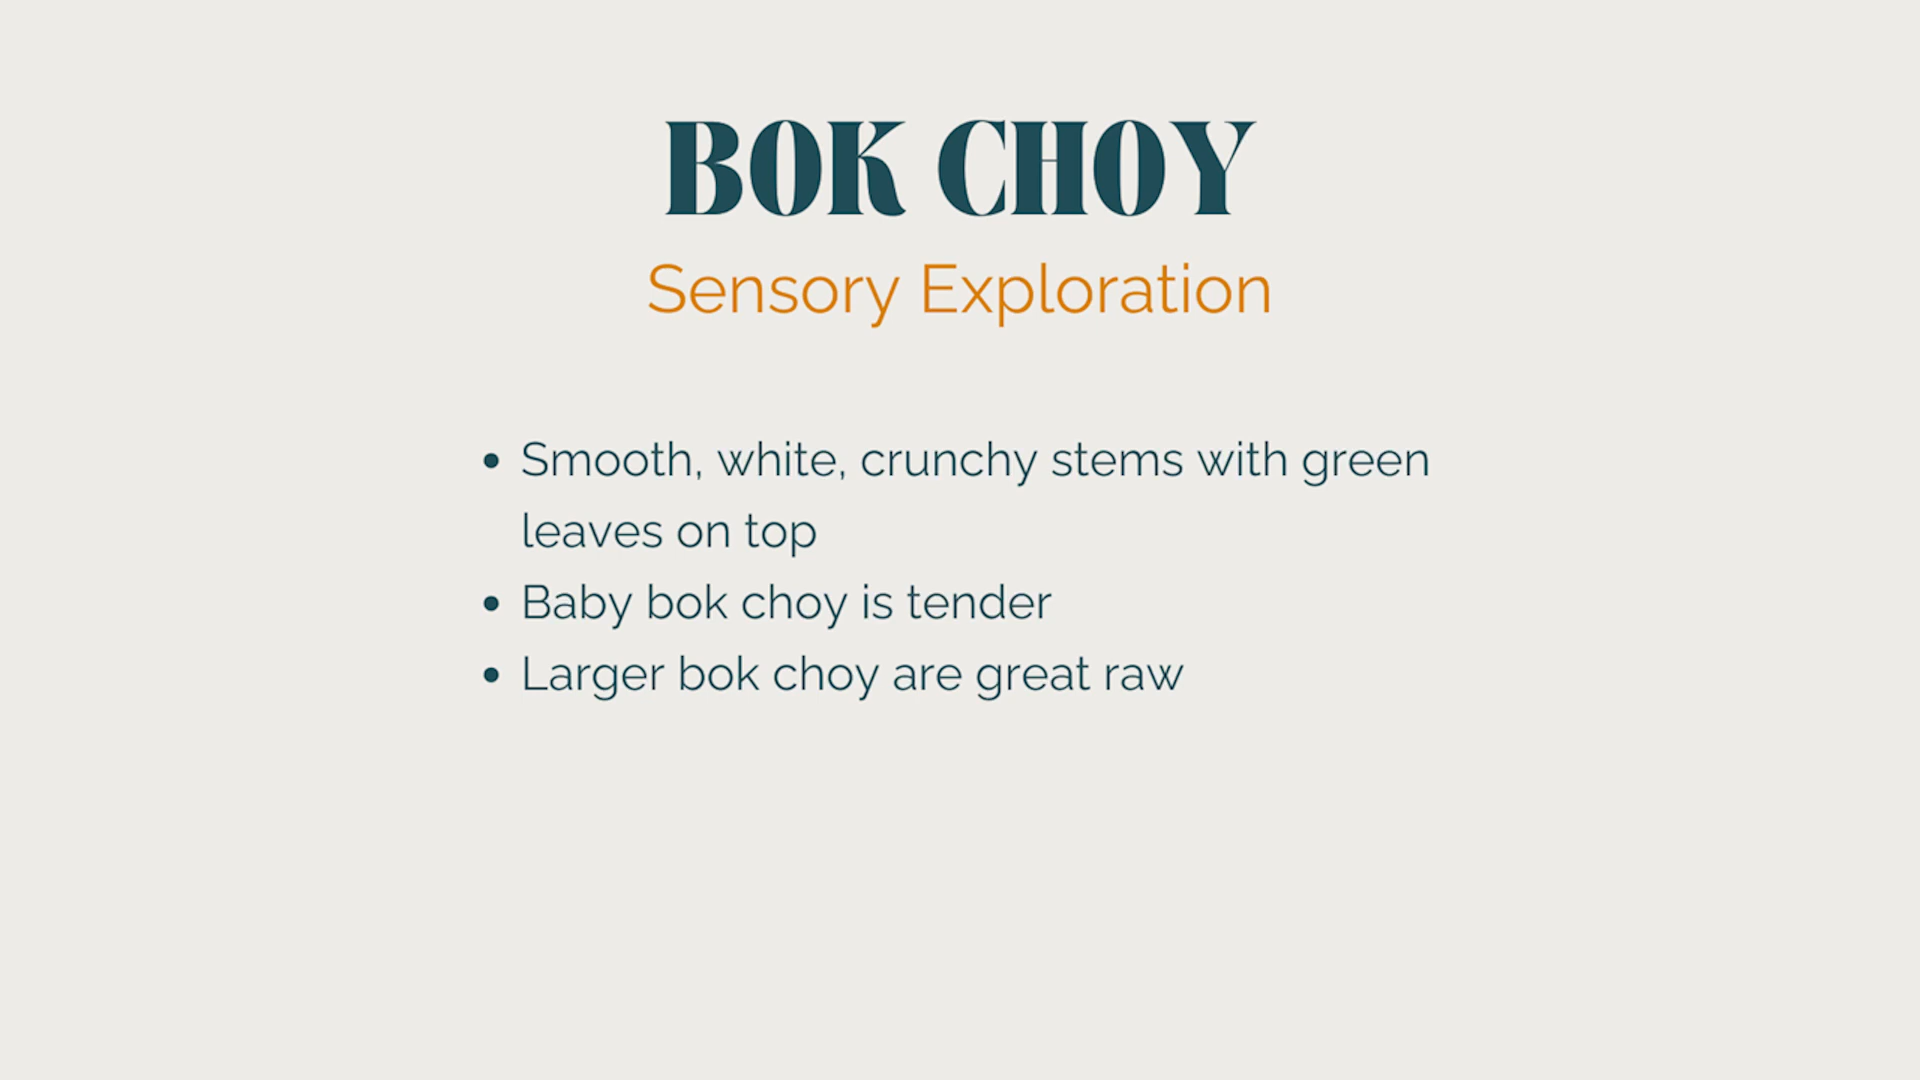 BOK CHOY
Sensory Exploration
• Smooth, white, crunchy stems with green
leaves on top
• Baby bok choy is tender
• Larger bok choy are great raw